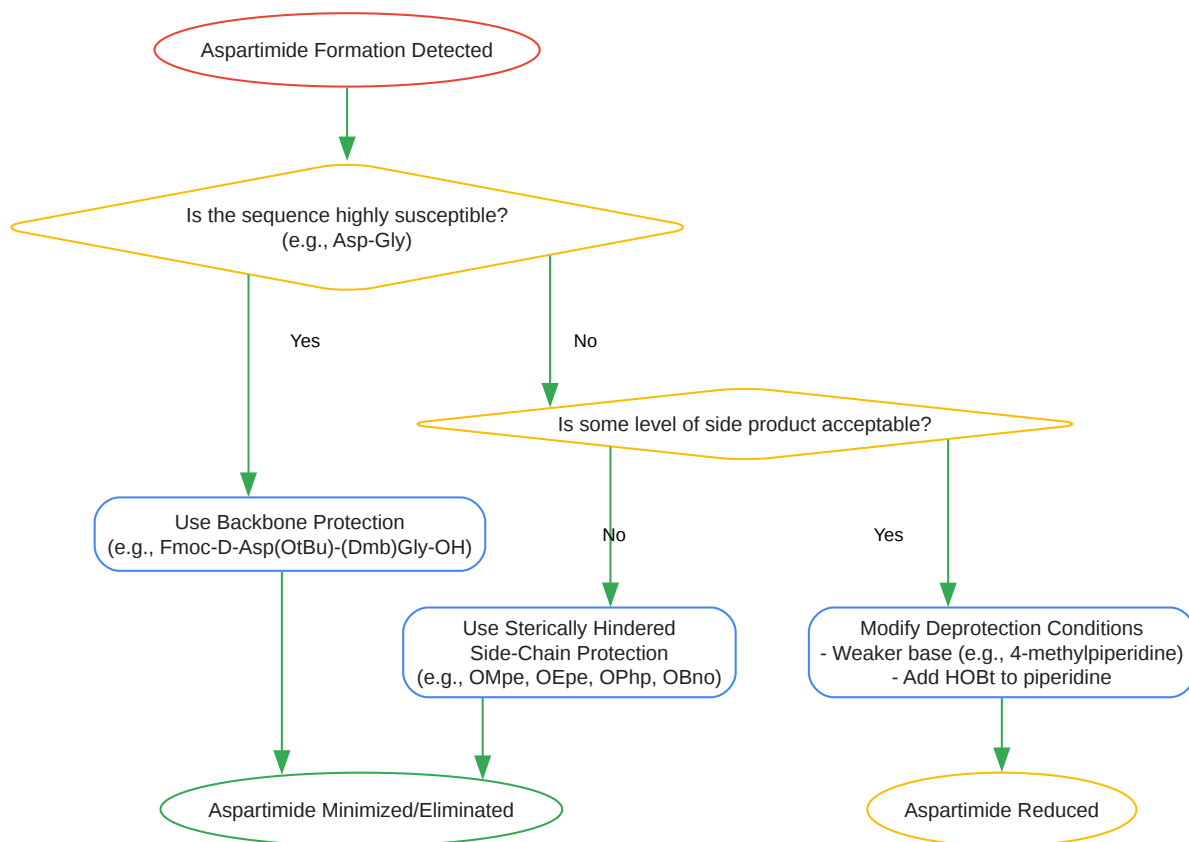 Aspartimide Formation Detected
Is the sequence highly susceptible?
(e.g., Asp-Gly)
Yes
No
Is some level of side product acceptable?
Use Backbone Protection
(e.g., Fmoc-D-Asp(OtBu)-(Dmb)Gly-OH)
No
Yes
Use Sterically Hindered
Side-Chain Protection
(e.g., OMpe, OEpe, OPhp, OBno)
Modify Deprotection Conditions
- Weaker base (e.g., 4-methylpiperidine)
- Add HOBt to piperidine
Aspartimide Minimized/Eliminated
Aspartimide Reduced